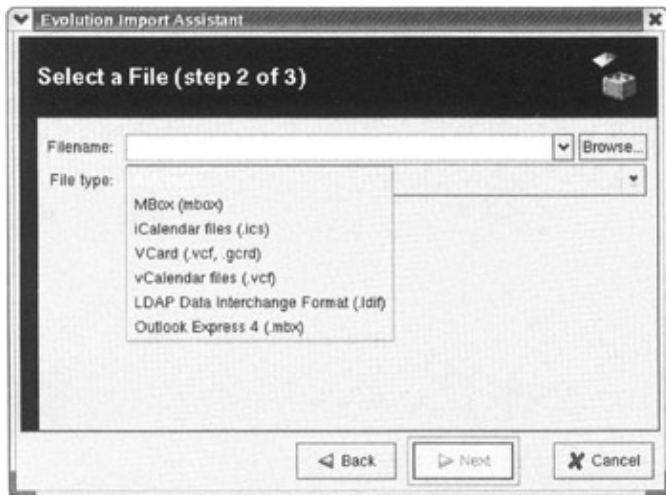 Evolution Import Assistant
Select a File (step 2 of 3)
Filename:
Browse...
File type:
MBox (mbox)
iCalendar files (.ics)
VCard (.vcf, .gcrd)
vCalendar files (.vcf)
LDAP Data Interchange Format (.ldif)
Outlook Express 4 (.mbx)
Back
Next
Cancel